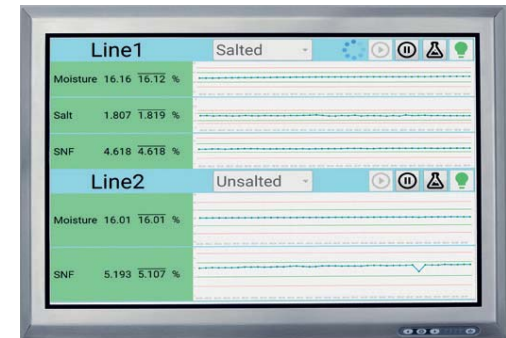 Line1 Salted
Moisture 16.16 16.12 %
Salt 1.807 1.819 %
SNF 4.618 4.618 %
Line2 Unsalted
Moisture 16.01 16.01 %
SNF 5.193 5.107 %